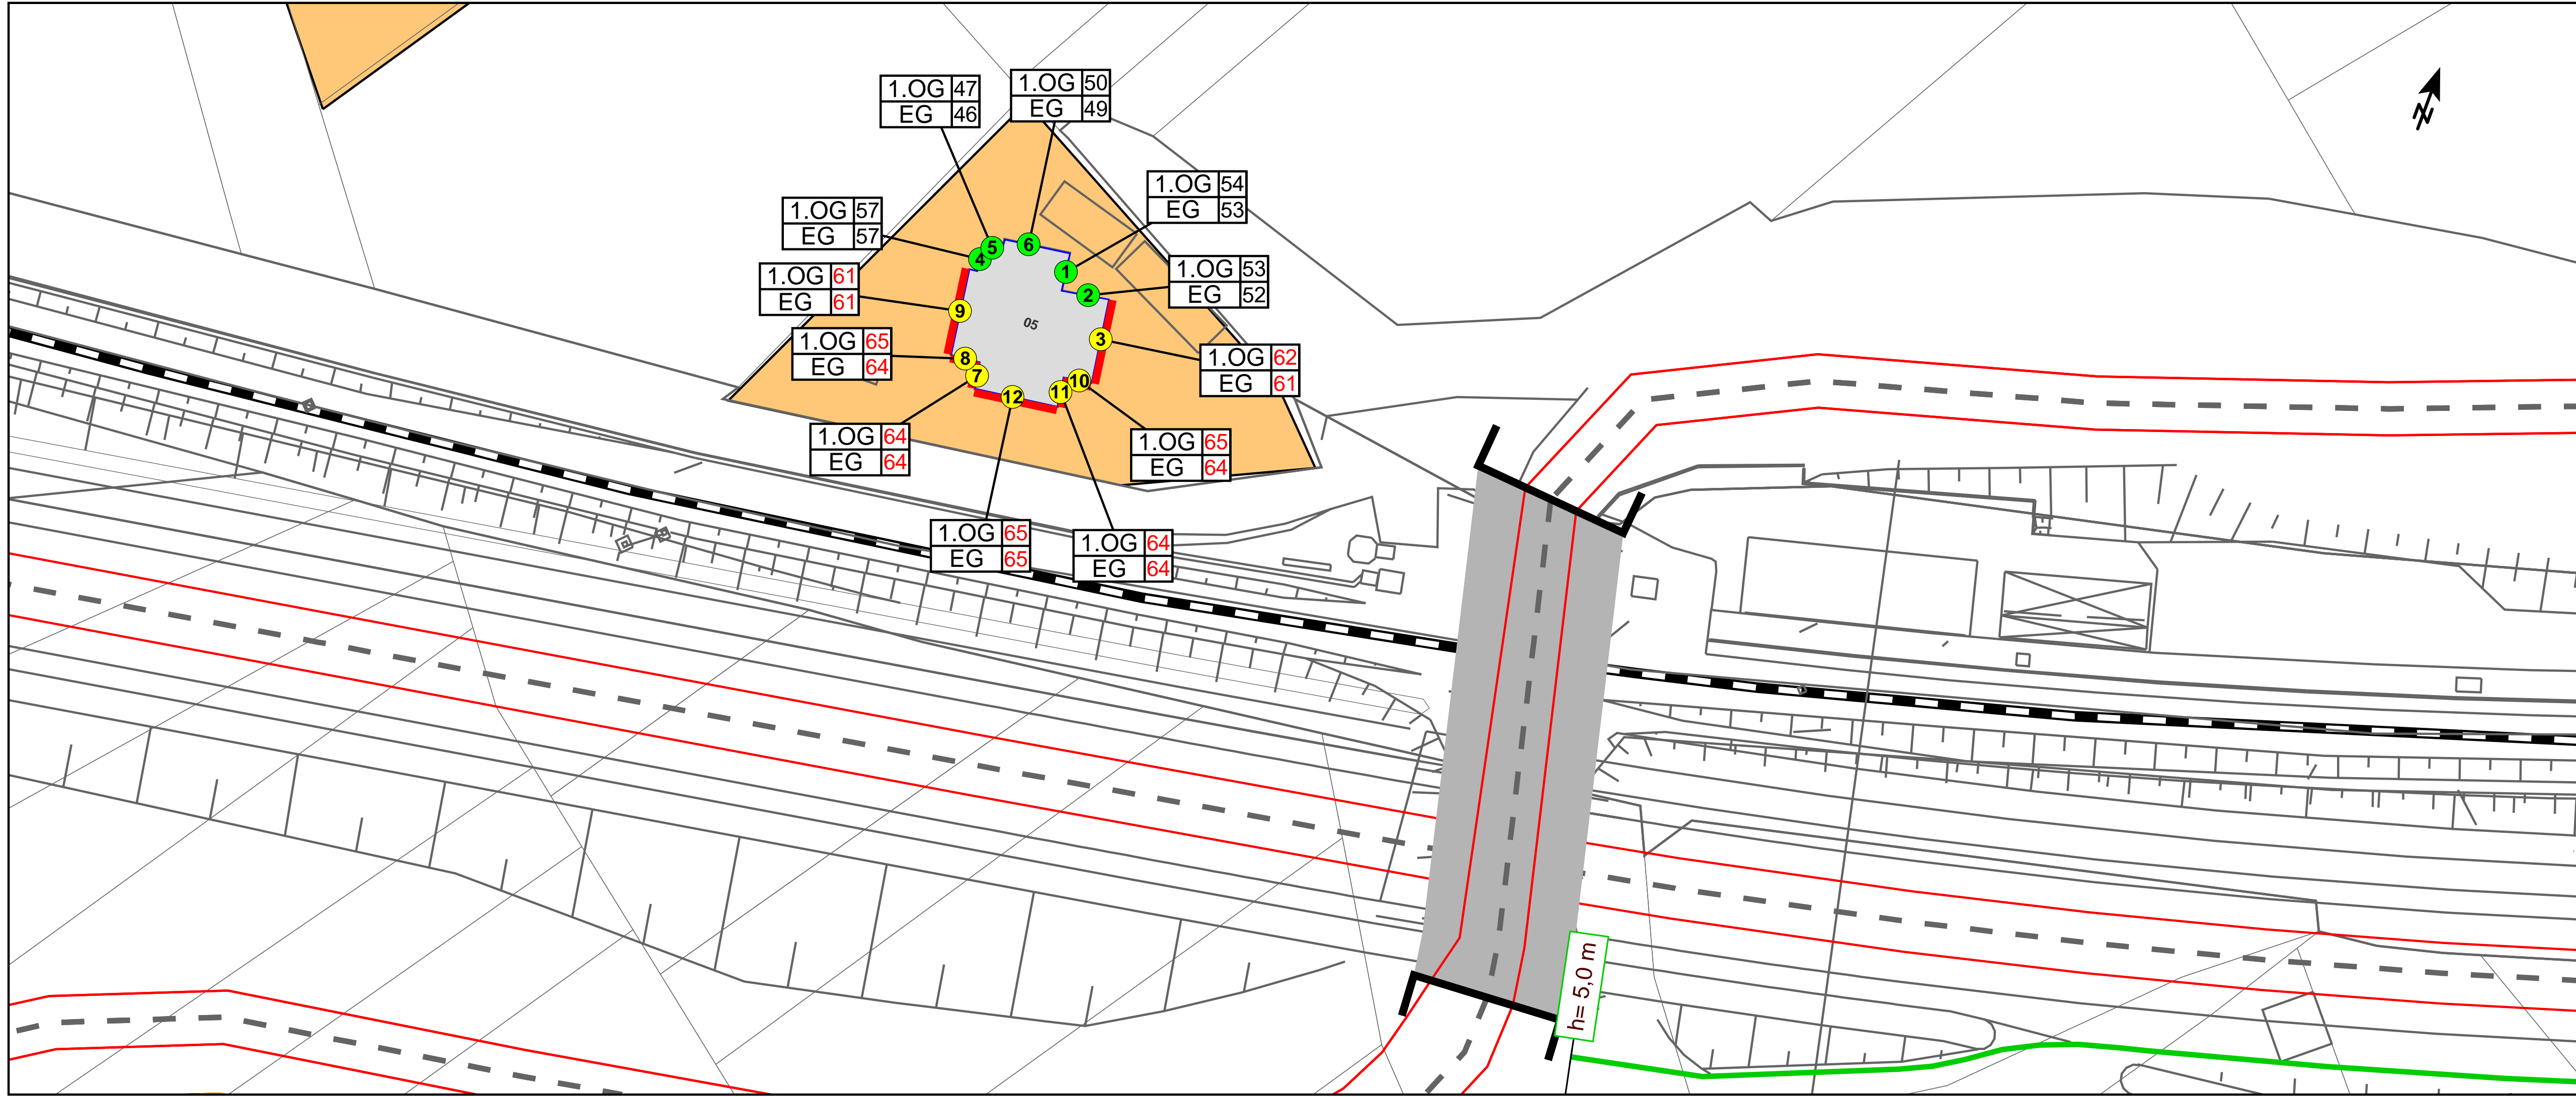 1.OG 47
EG 46
1.OG 50
EG 49
N
1.OG 54
EG 53
1.OG 57
EG 57
1.OG 53
EG 52
1.OG 61
EG 61
1.OG 65
EG 64
1.OG 62
EG 61
5
6
4
1
2
9
05
3
8
7
10
11
12
1.OG 64
EG 64
1.OG 65
EG 64
1.OG 65
EG 65
1.OG 64
EG 64
h= 5,0 m